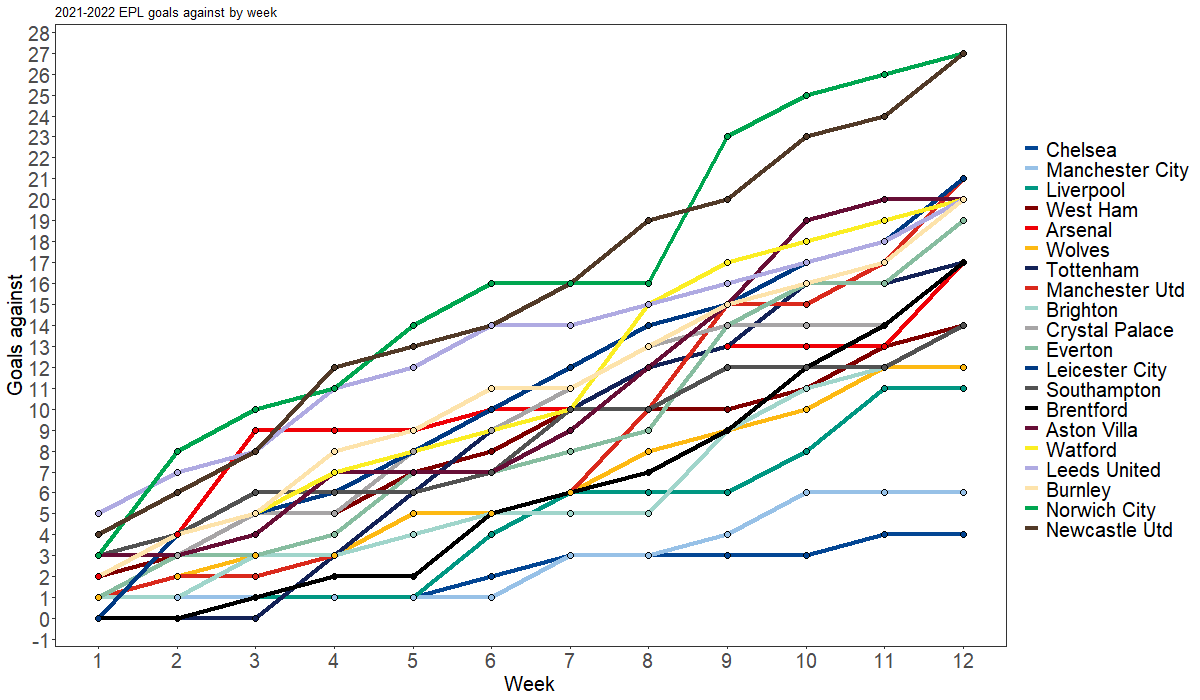 2021-2022 EPL goals against by week
Goals against
28
27
26
25
24
23
22
21
20
19
18
17
16
15
14
13
12
11
10
9
8
7
6
5
4
3
2
1
0
-1
1 2 3 4 5 6 7 8 9 10 11 12
Week
Chelsea
Manchester City
Liverpool
West Ham
Arsenal
Wolves
Tottenham
Manchester Utd
Brighton
Crystal Palace
Everton
Leicester City
Southampton
Brentford
Aston Villa
Watford
Leeds United
Burnley
Norwich City
Newcastle Utd